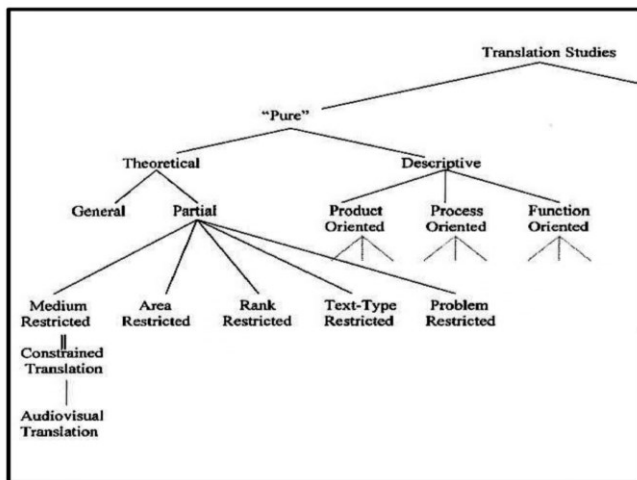 Translation Studies
"Pure"
Theoretical
Descriptive
General
Partial
Product
Oriented
Process
Oriented
Function
Oriented
Medium
Restricted
Area
Restricted
Rank
Restricted
Text-Type
Restricted
Problem
Restricted
Constrained
Translation
Audiovisual
Translation